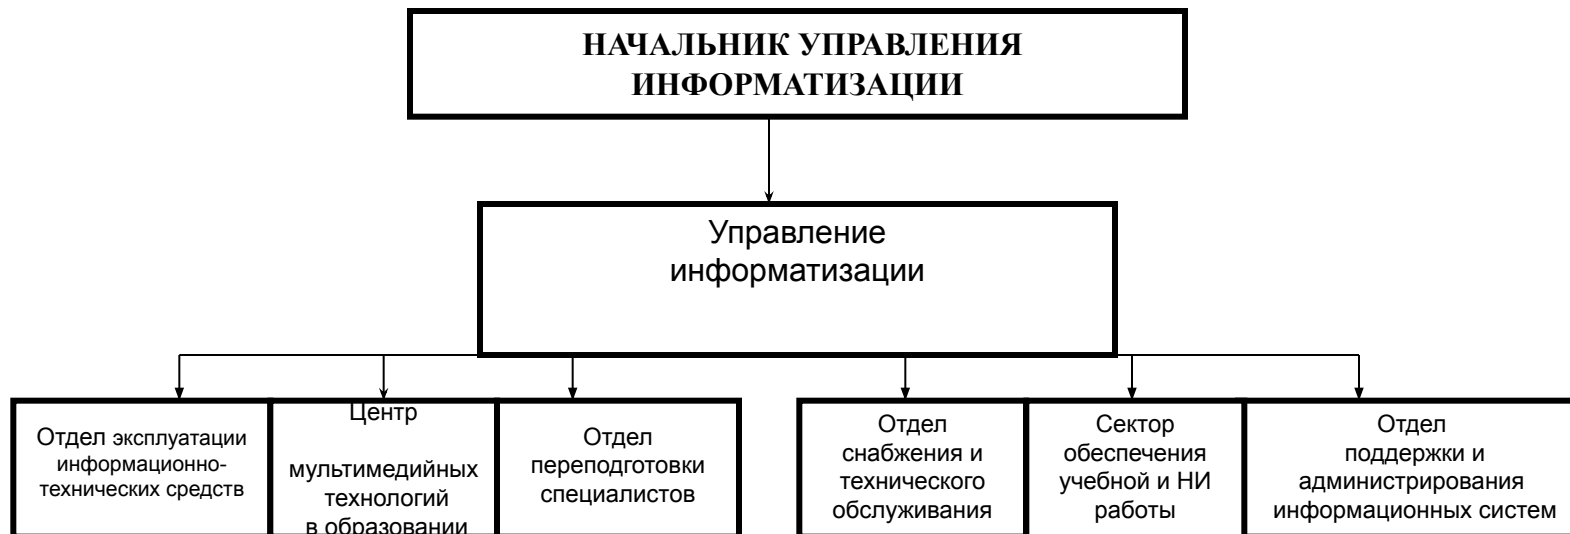 НАЧАЛЬНИК УПРАВЛЕНИЯ
ИНФОРМАТИЗАЦИИ
Управление
информатизации
Отдел эксплуатации
информационно-
технических средств
Центр
мультимедийных
технологий
в образовании
Отдел
переподготовки
специалистов
Отдел
снабжения и
технического
обслуживания
Сектор
обеспечения
учебной и НИ
работы
Отдел
поддержки и
администрирования
информационных систем